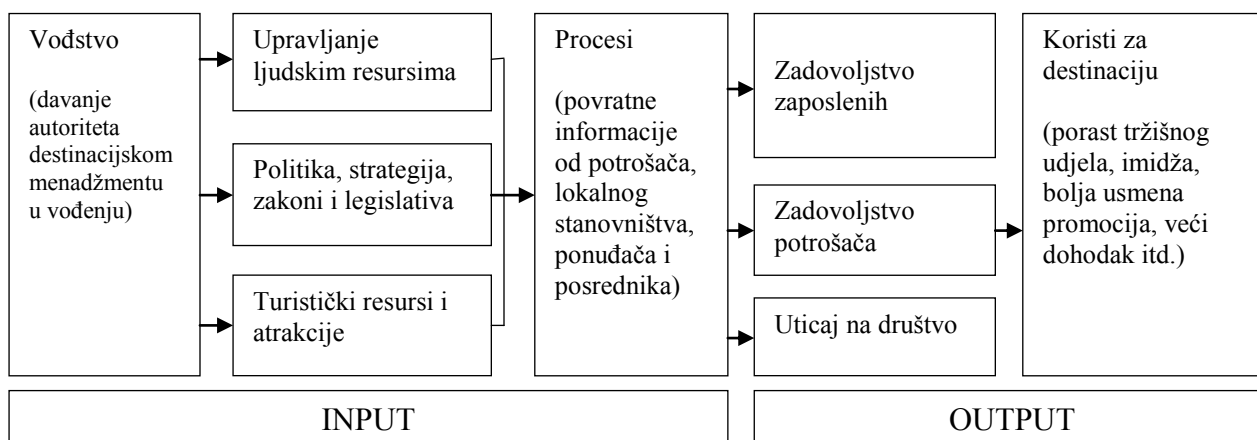 Vođstvo
(davanje
autoriteta
destinacijskom
menadžmentu
u vođenju)
Upravljanje
ljudskim resursima
Politika, strategija,
zakoni i legislativa
Turistički resursi i
atrakcije
Procesi
(povratne
informacije
od potrošača,
lokalnog
stanovništva,
ponuđača i
posrednika)
Zadovoljstvo
zaposlenih
Zadovoljstvo
potrošača
Uticaj na društvo
Koristi za
destinaciju
(porast tržišnog
udjela, imidža,
bolja usmena
promocija, veći
dohodak itd.)
INPUT
OUTPUT